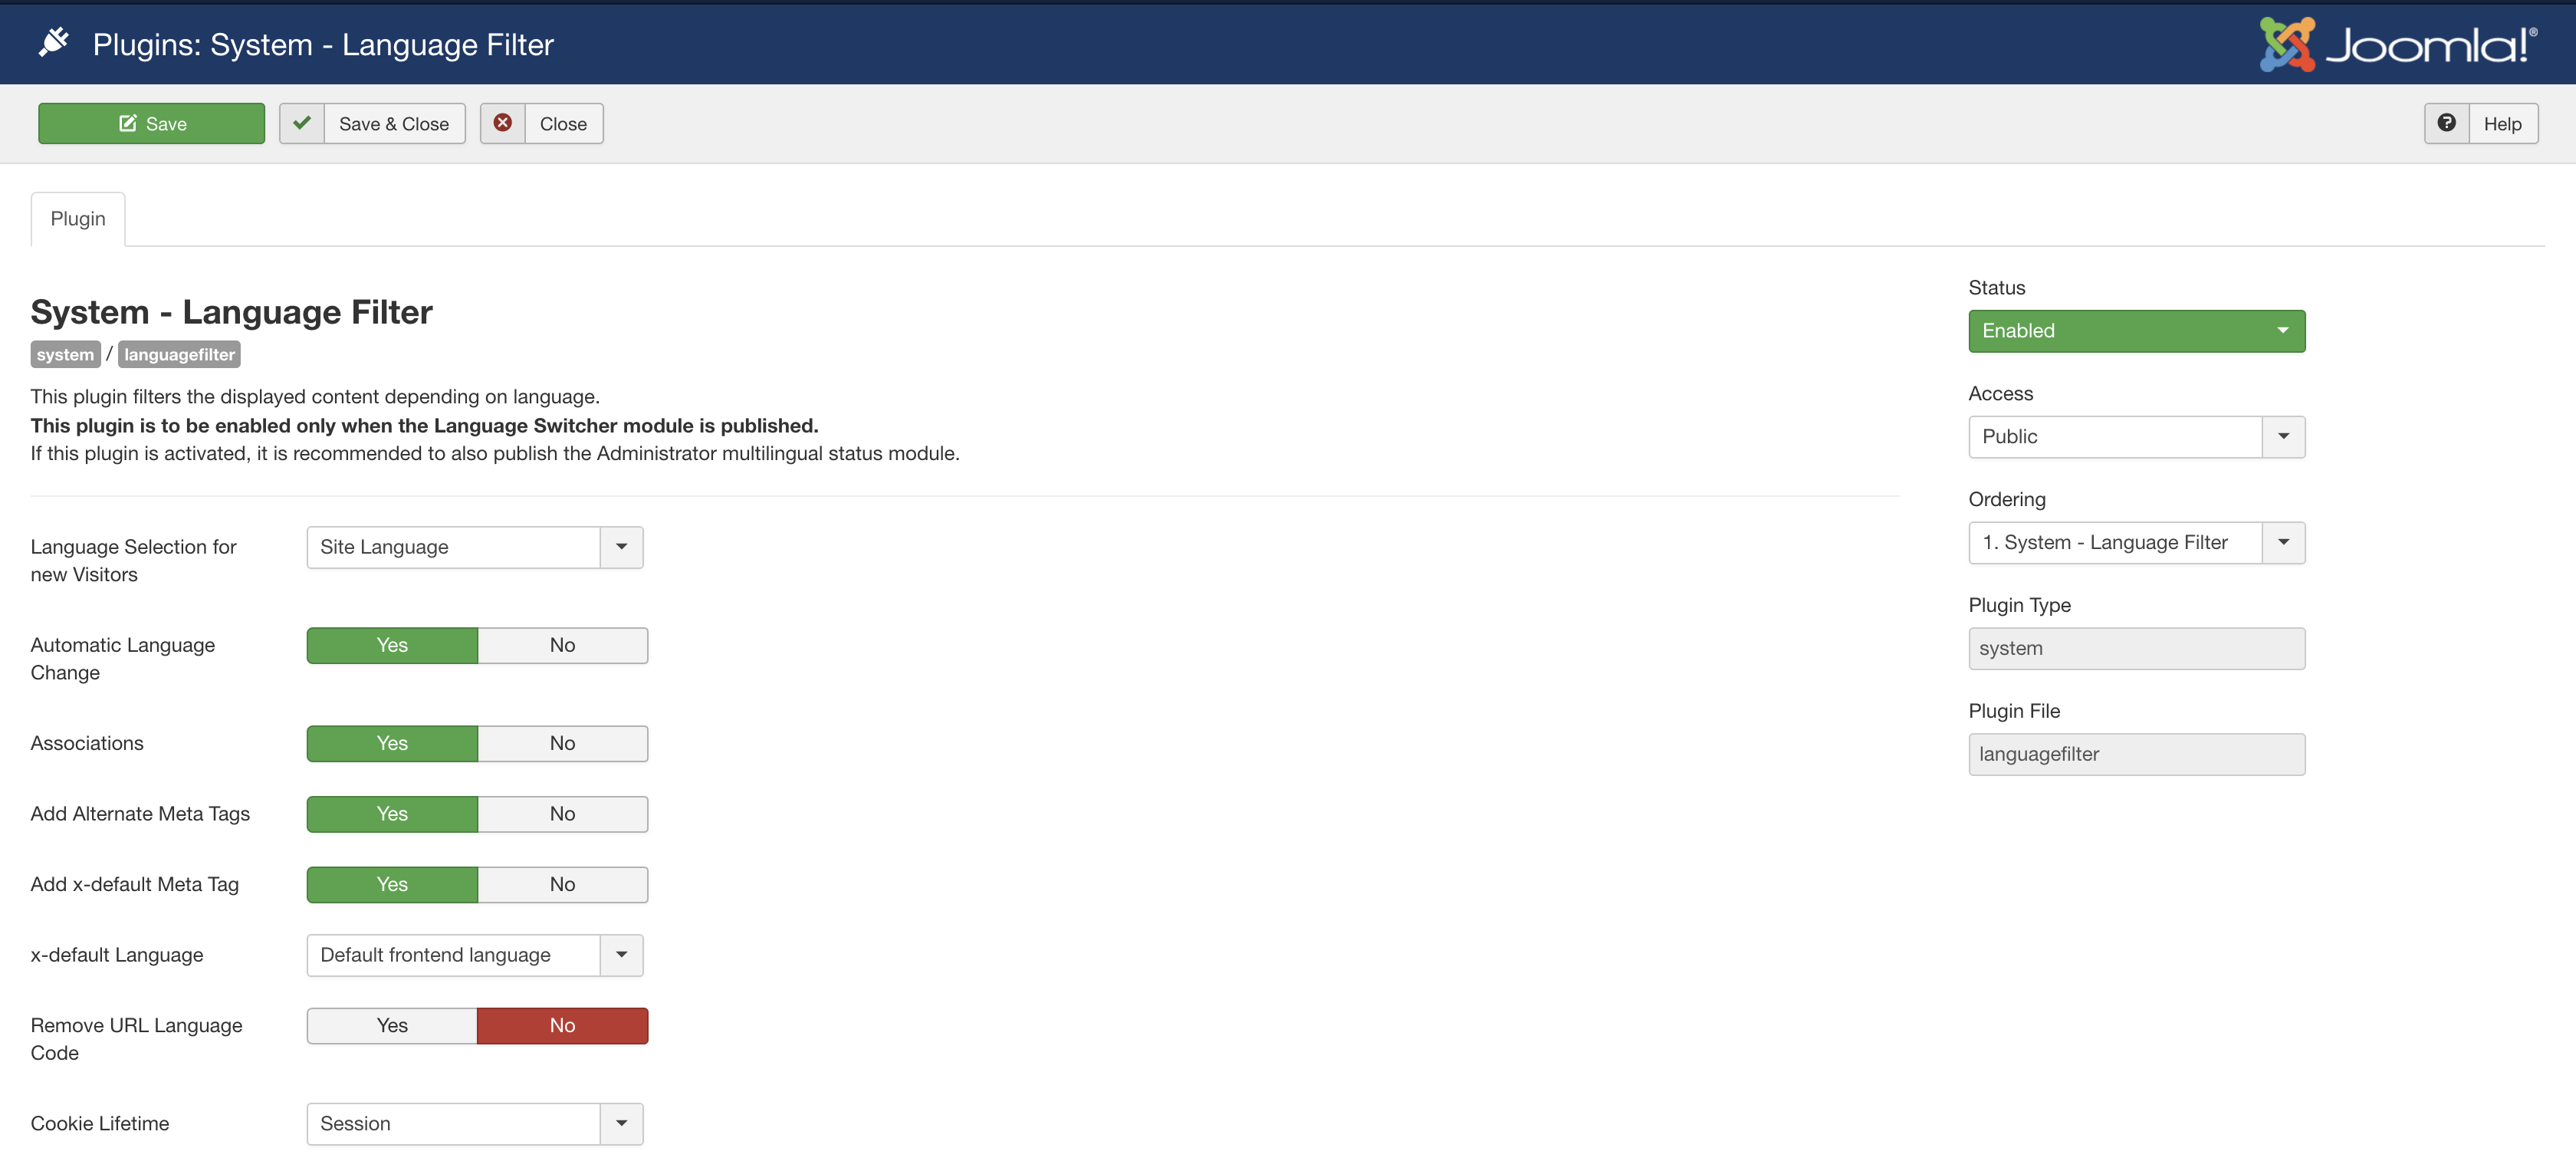 Plugins: System - Language Filter
Joomla!®
Save
Save & Close
Close
Help
Plugin
System - Language Filter
system / languagefilter
This plugin filters the displayed content depending on language.
This plugin is to be enabled only when the Language Switcher module is published.
If this plugin is activated, it is recommended to also publish the Administrator multilingual status module.
Language Selection for
new Visitors
Site Language
Automatic Language
Change
Yes No
Associations
Yes No
Add Alternate Meta Tags
Yes No
Add x-default Meta Tag
Yes No
x-default Language
Default frontend language
Remove URL Language
Code
Yes No
Cookie Lifetime
Session
Status
Enabled
Access
Public
Ordering
1. System - Language Filter
Plugin Type
system
Plugin File
languagefilter